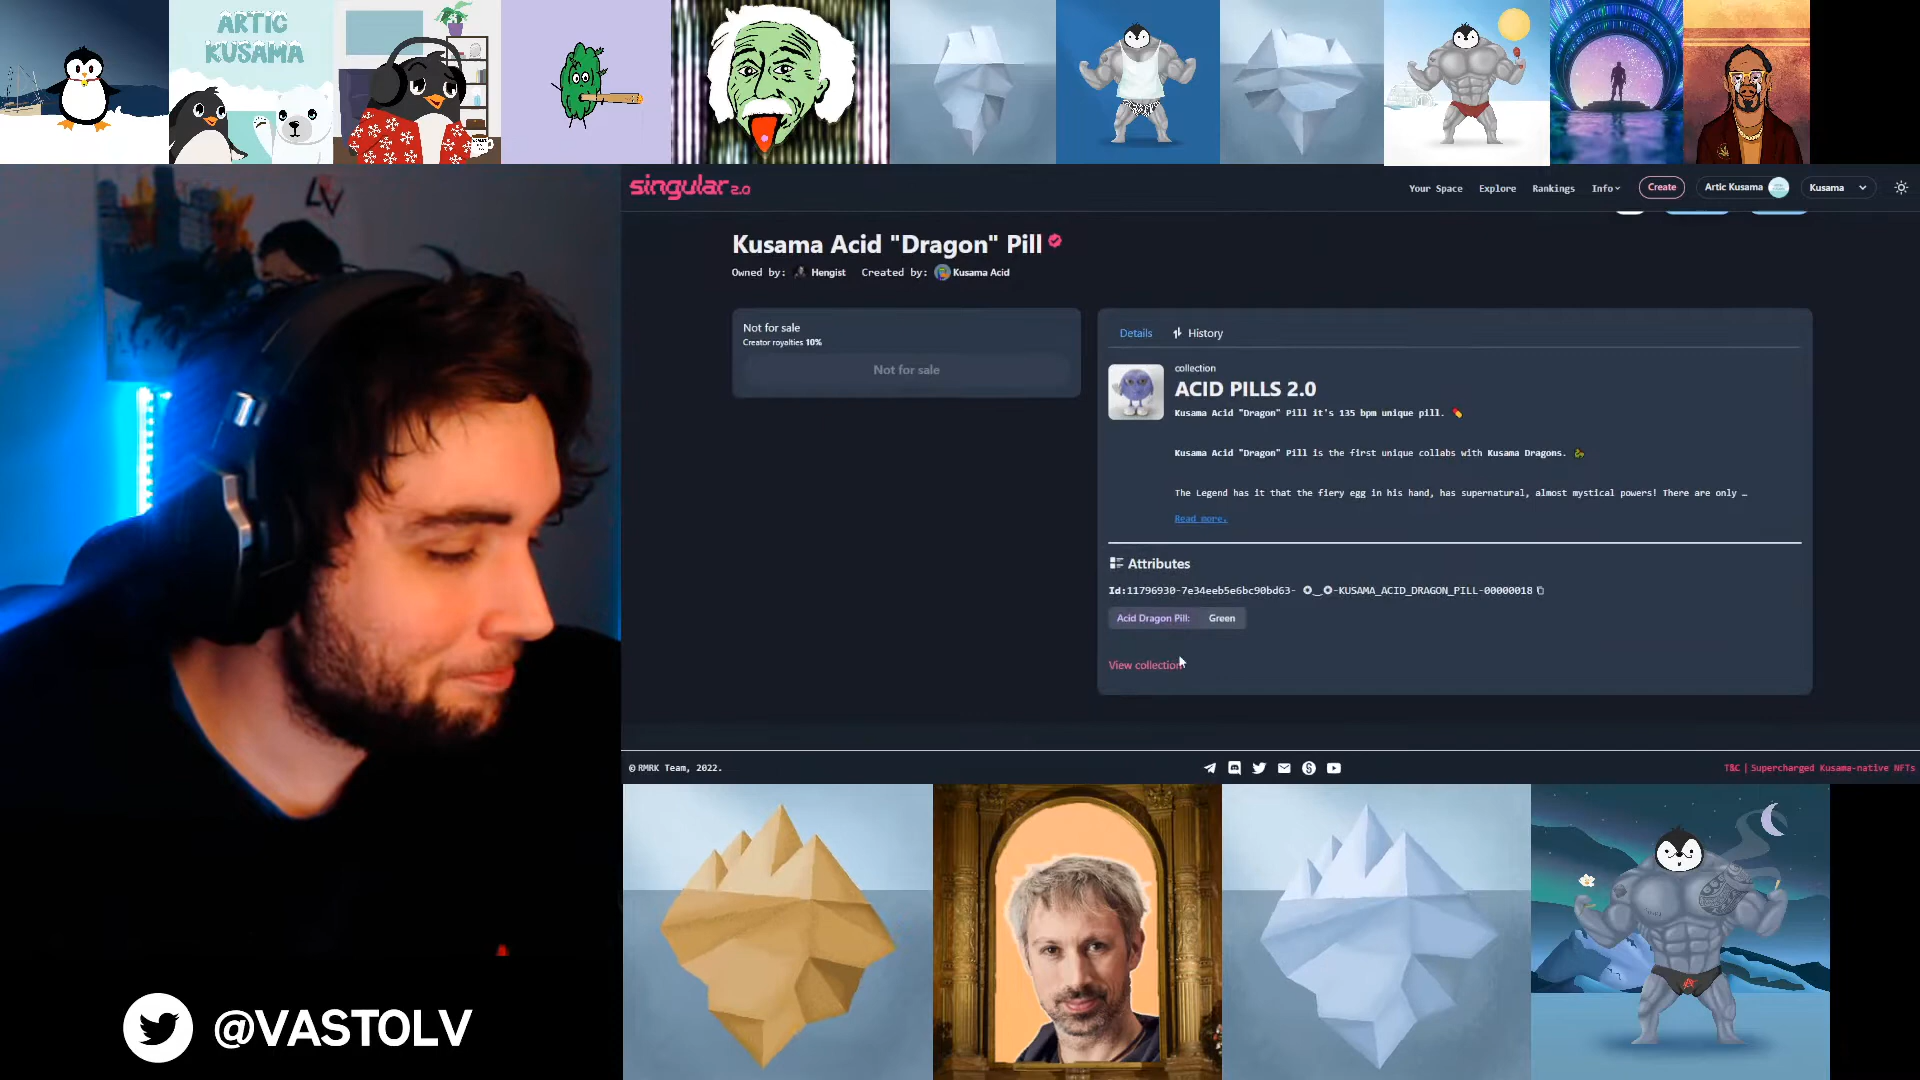 ARTIC
KUSAMA
singular 2.0
Your Space
Explore
Rankings
Info
Create
Artic Kusama
Kusama
Kusama Acid "Dragon" Pill
Owned by: Hengist
Created by: Kusama Acid
Not for sale
Creator royalties 10%
Not for sale
Details
History
collection
ACID PILLS 2.0
Kusama Acid "Dragon" Pill it's 135 bpm unique pill.
Kusama Acid "Dragon" Pill is the first unique collabs with Kusama Dragons.
The Legend has it that the fiery egg in his hand, has supernatural, almost mystical powers! There are only …
Read more.
Attributes
Id:11796930-7e34eeb5e6bc90bd63- ✪‿✪-KUSAMA_ACID_DRAGON_PILL-00000018
Acid Dragon Pill: Green
View collection
© RMRK Team, 2022.
T&C | Supercharged Kusama-native NFTs
LV
@VASTOLV